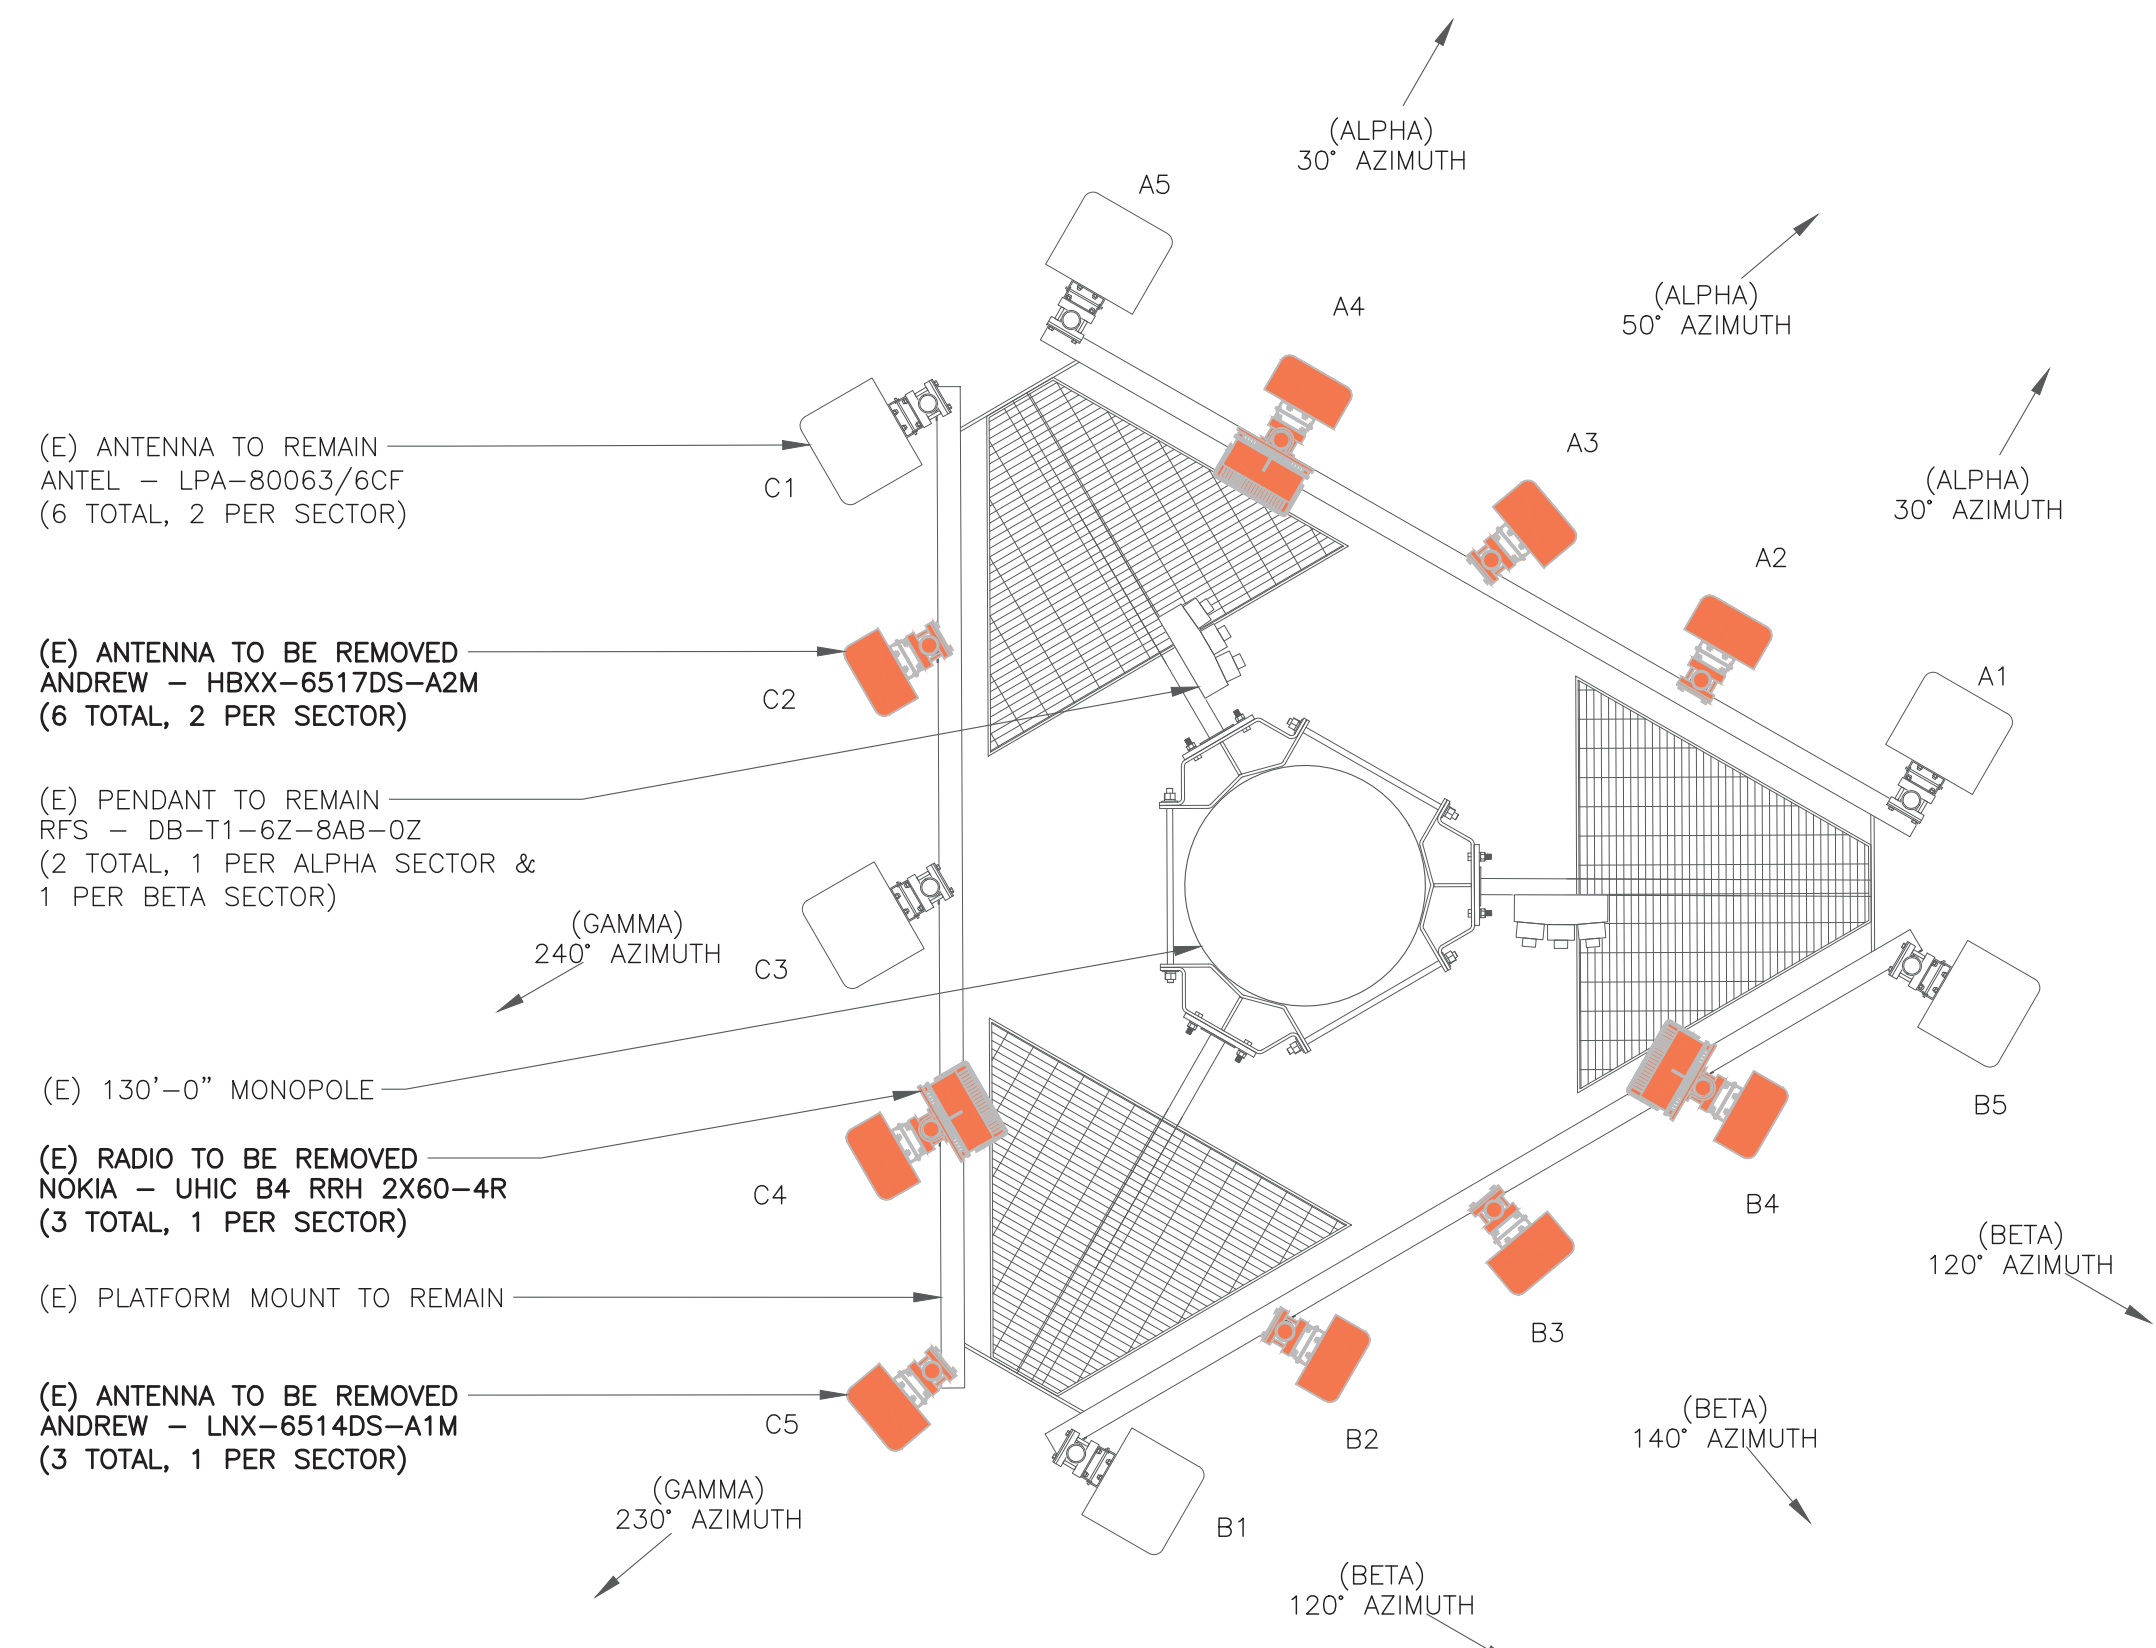 (ALPHA)
30° AZIMUTH
A5
A4
(ALPHA)
50° AZIMUTH
A3
(ALPHA)
30° AZIMUTH
A2
A1
(E) ANTENNA TO REMAIN
ANTEL - LPA-80063/6CF
(6 TOTAL, 2 PER SECTOR)
C1
(E) ANTENNA TO BE REMOVED
ANDREW - HBXX-6517DS-A2M
(6 TOTAL, 2 PER SECTOR)
C2
(E) PENDANT TO REMAIN
RFS - DB-T1-6Z-8AB-0Z
(2 TOTAL, 1 PER ALPHA SECTOR &
1 PER BETA SECTOR)
(GAMMA)
240° AZIMUTH
C3
(E) 130'-0" MONOPOLE
B5
(E) RADIO TO BE REMOVED
NOKIA - UHIC B4 RRH 2X60-4R
(3 TOTAL, 1 PER SECTOR)
C4
B4
(BETA)
120° AZIMUTH
(E) PLATFORM MOUNT TO REMAIN
B3
(E) ANTENNA TO BE REMOVED
ANDREW - LNX-6514DS-A1M
(3 TOTAL, 1 PER SECTOR)
C5
B2
(BETA)
140° AZIMUTH
(GAMMA)
230° AZIMUTH
B1
(BETA)
120° AZIMUTH